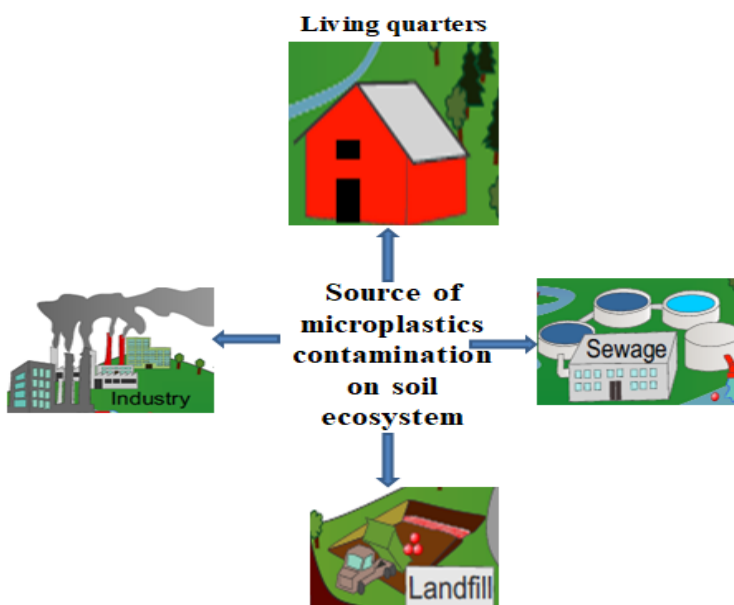 Living quarters
Source of
microplastics
contamination
on soil
ecosystem
Industry
Sewage
Landfill